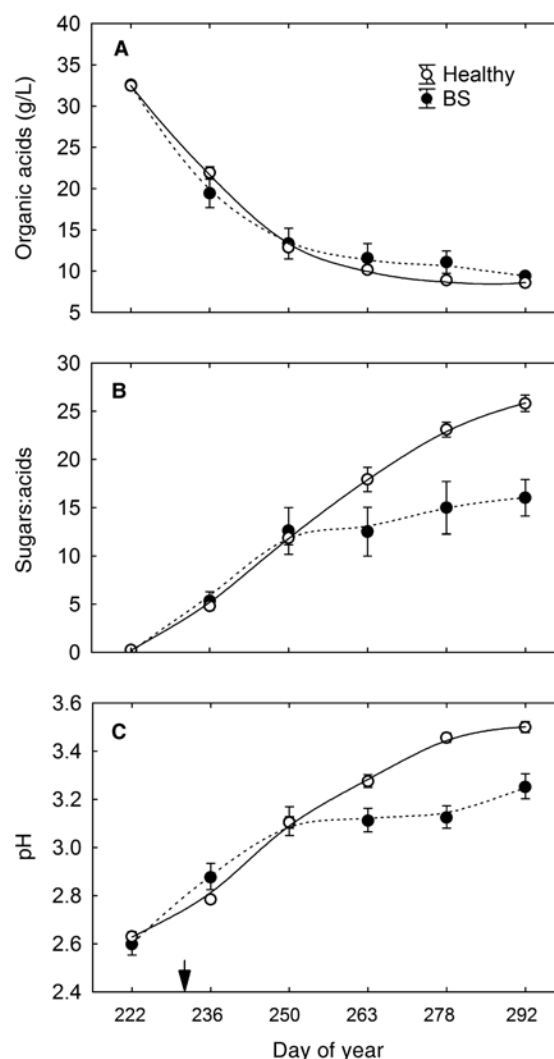 A
Organic acids (g/L)
40
35
30
25
20
15
10
5
Healthy
BS
B
Sugars:acids
30
25
20
15
10
5
0
C
pH
3.6
3.4
3.2
3.0
2.8
2.6
2.4
222 236 250 263 278 292
Day of year